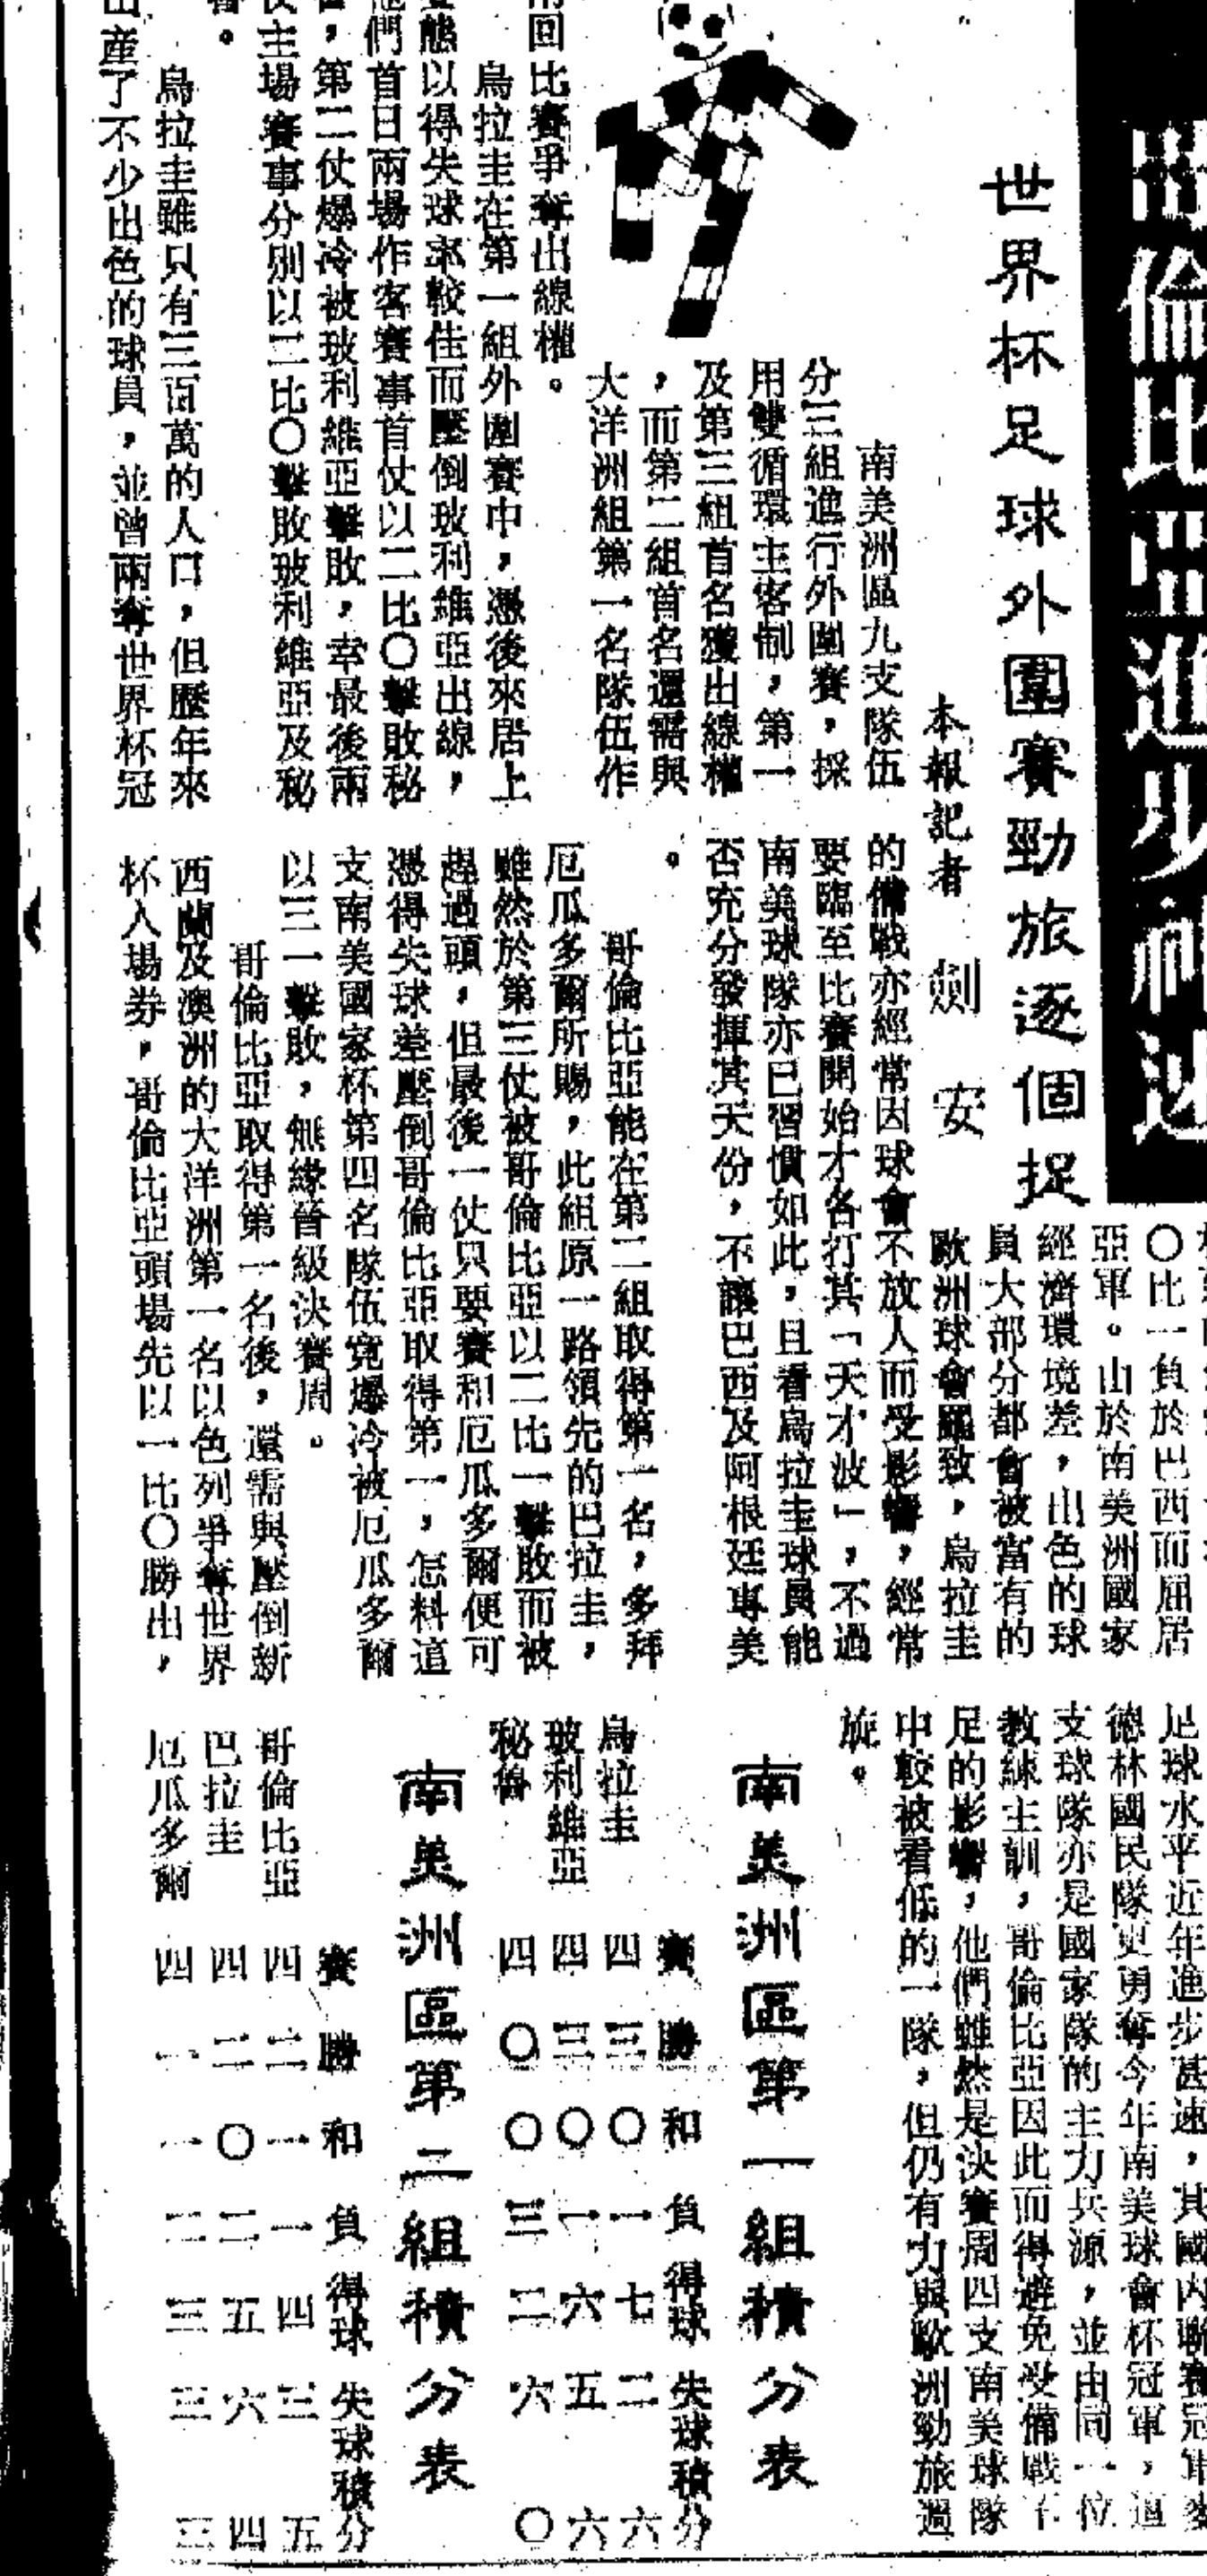 倫比亞進步神速
世界杯足球外圍賽勁旅逐個捉
本報記者 劍安
南美洲區九支隊伍
分三組進行外圍賽，採
用雙循環主客制，第一
及第三組首名獲出線權
，而第二組首名還需與
大洋洲組第一名隊伍作
兩回比賽爭奪出線權。
烏拉圭在第一組外圍賽中，憑後來居上
姿態以得失球率較佳而壓倒玻利維亞出線，
他們首日兩場作客賽事首仗以二比〇擊敗秘
，第二仗爆冷被玻利維亞擊敗，幸最後兩
仗主場賽事分別以二比〇擊敗玻利維亞及秘
魯。
烏拉圭雖只有三百萬的人口，但歷年來
出產了不少出色的球員，並曾兩奪世界杯冠
〇比一負於巴西而屈居
亞軍。由於南美洲國家
經濟環境差，出色的球
員大部分都會被富有的
歐洲球會羅致，烏拉圭
的備戰亦經常因球會不放人而受影響，經常
要臨至比賽開始才各打其「天才波」，不過
南美球隊亦已習慣如此，且看烏拉圭球員能
否充分發揮其天份，不讓巴西及阿根廷專美
。
哥倫比亞能在第二組取得第一名，多拜
厄瓜多爾所賜，此組原一路領先的巴拉圭，
雖然於第三仗被哥倫比亞以二比一擊敗而被
趕過頭，但最後一仗只要賽和厄瓜多爾便可
憑得失球差壓倒哥倫比亞取得第一，怎料這
支南美國家杯第四名隊伍竟爆冷被厄瓜多爾
以三一擊敗，無緣晉級決賽周。
哥倫比亞取得第一名後，還需與壓倒新
西蘭及澳洲的大洋洲第一名以色列爭奪世界
杯入場券，哥倫比亞頭場先以一比〇勝出，
足球水平近年進步甚速，其國內聯賽冠軍麥
德林國民隊更勇奪今年南美球會杯冠軍，這
支球隊亦是國家隊的主力兵源，並由同一位
教練主訓，哥倫比亞因此而得避免受備戰不
足的影響，他們雖然是決賽周四支南美球隊
中較被看低的一隊，但仍有力與歐洲勁旅週
旋。
南美洲區第一組積分表
賽 勝 和 負 得球 失球 積分
烏拉圭 四 三 〇 一 七 二 六
玻利維亞 四 三 〇 一 六 五 六
秘魯 四 〇 〇 三 二 六 〇
南美洲區第二組積分表
賽 勝 和 負 得球 失球 積分
哥倫比亞 四 二 一 一 四 三 五
巴拉圭 四 二 〇 二 五 六 四
厄瓜多爾 四 一 一 二 三 三 三